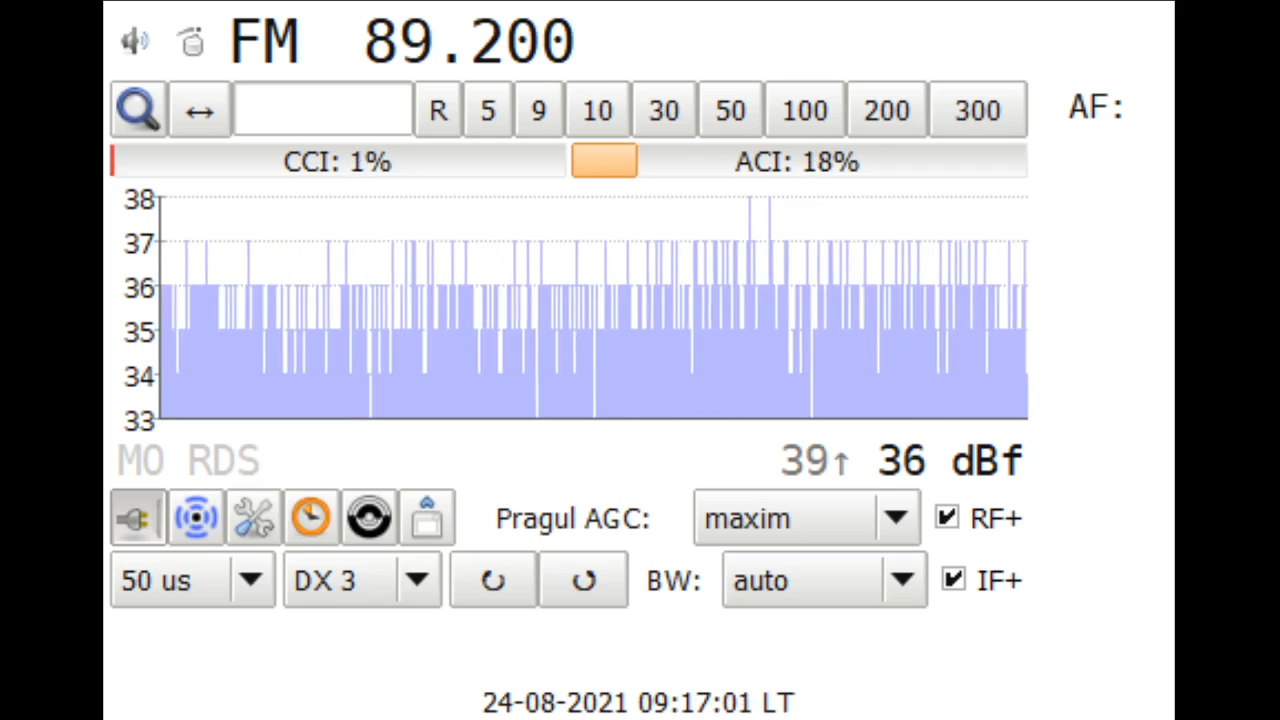 FM 89.200
R 5 9 10 30 50 100 200 300 AF:
CCI: 1% ACI: 18%
38
37
36
35
34
33
MO RDS 39↑ 36 dBf
Pragul AGC: maxim RF+
50 us DX 3 ↻ ↺ BW: auto IF+
24-08-2021 09:17:01 LT